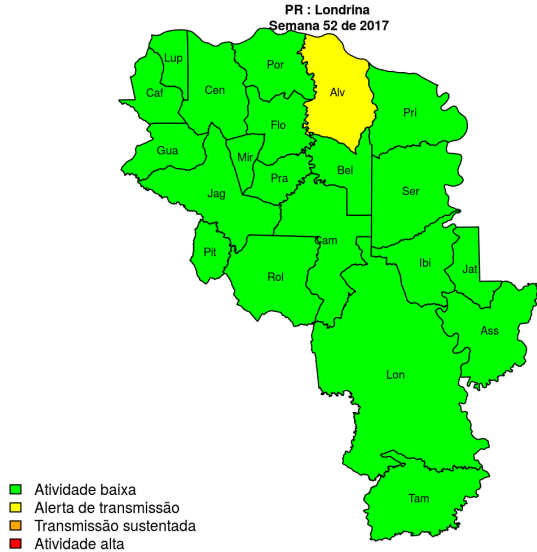 PR : Londrina
Semana 52 de 2017
Lup
Por
Caf
Cen
Alv
Pri
Flo
Gua
Mir
Bel
Pra
Jag
Ser
Cam
Pit
Ibi
Jat
Rol
Ass
Lon
Tam
Atividade baixa
Alerta de transmissão
Transmissão sustentada
Atividade alta